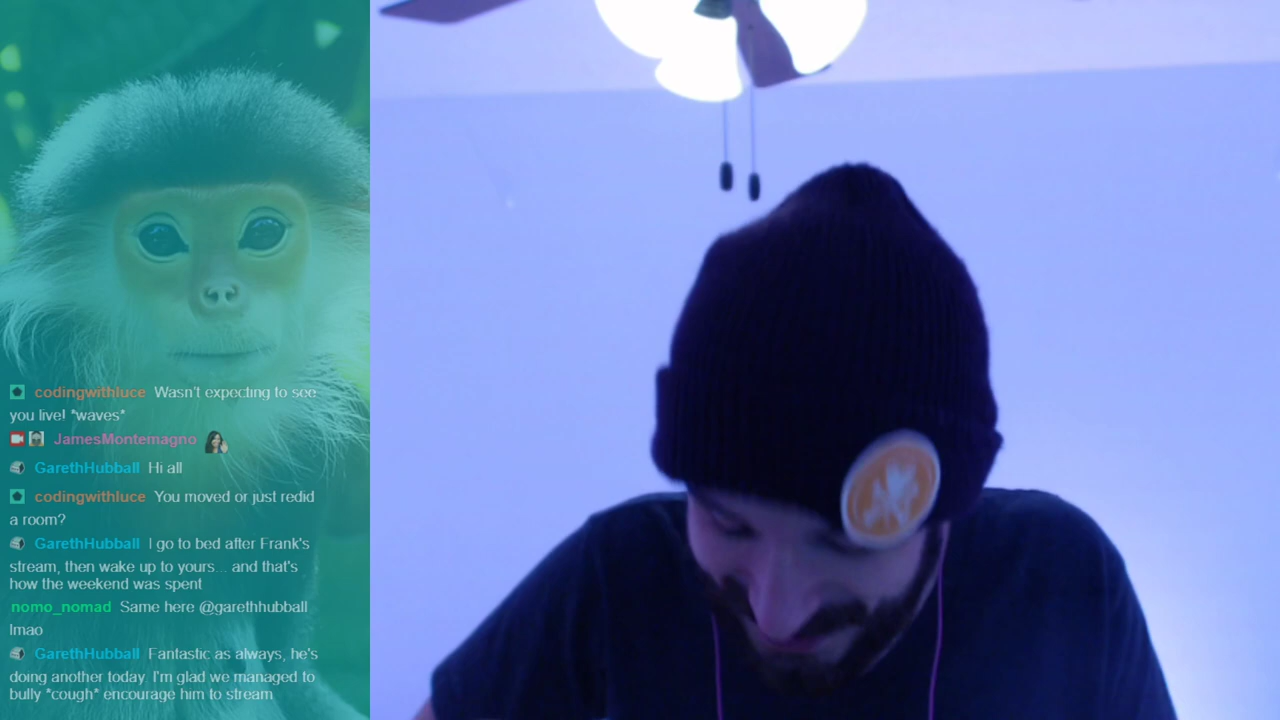 codingwithluce Wasn't expecting to see
you live! *waves*
JamesMontemagno
GarethHubball Hi all
codingwithluce You moved or just redid
a room?
GarethHubball I go to bed after Frank's
stream, then wake up to yours... and that's
how the weekend was spent
nomo_nomad Same here @garethhubball
lmao
GarethHubball Fantastic as always, he's
doing another today. I'm glad we managed to
bully *cough* encourage him to stream